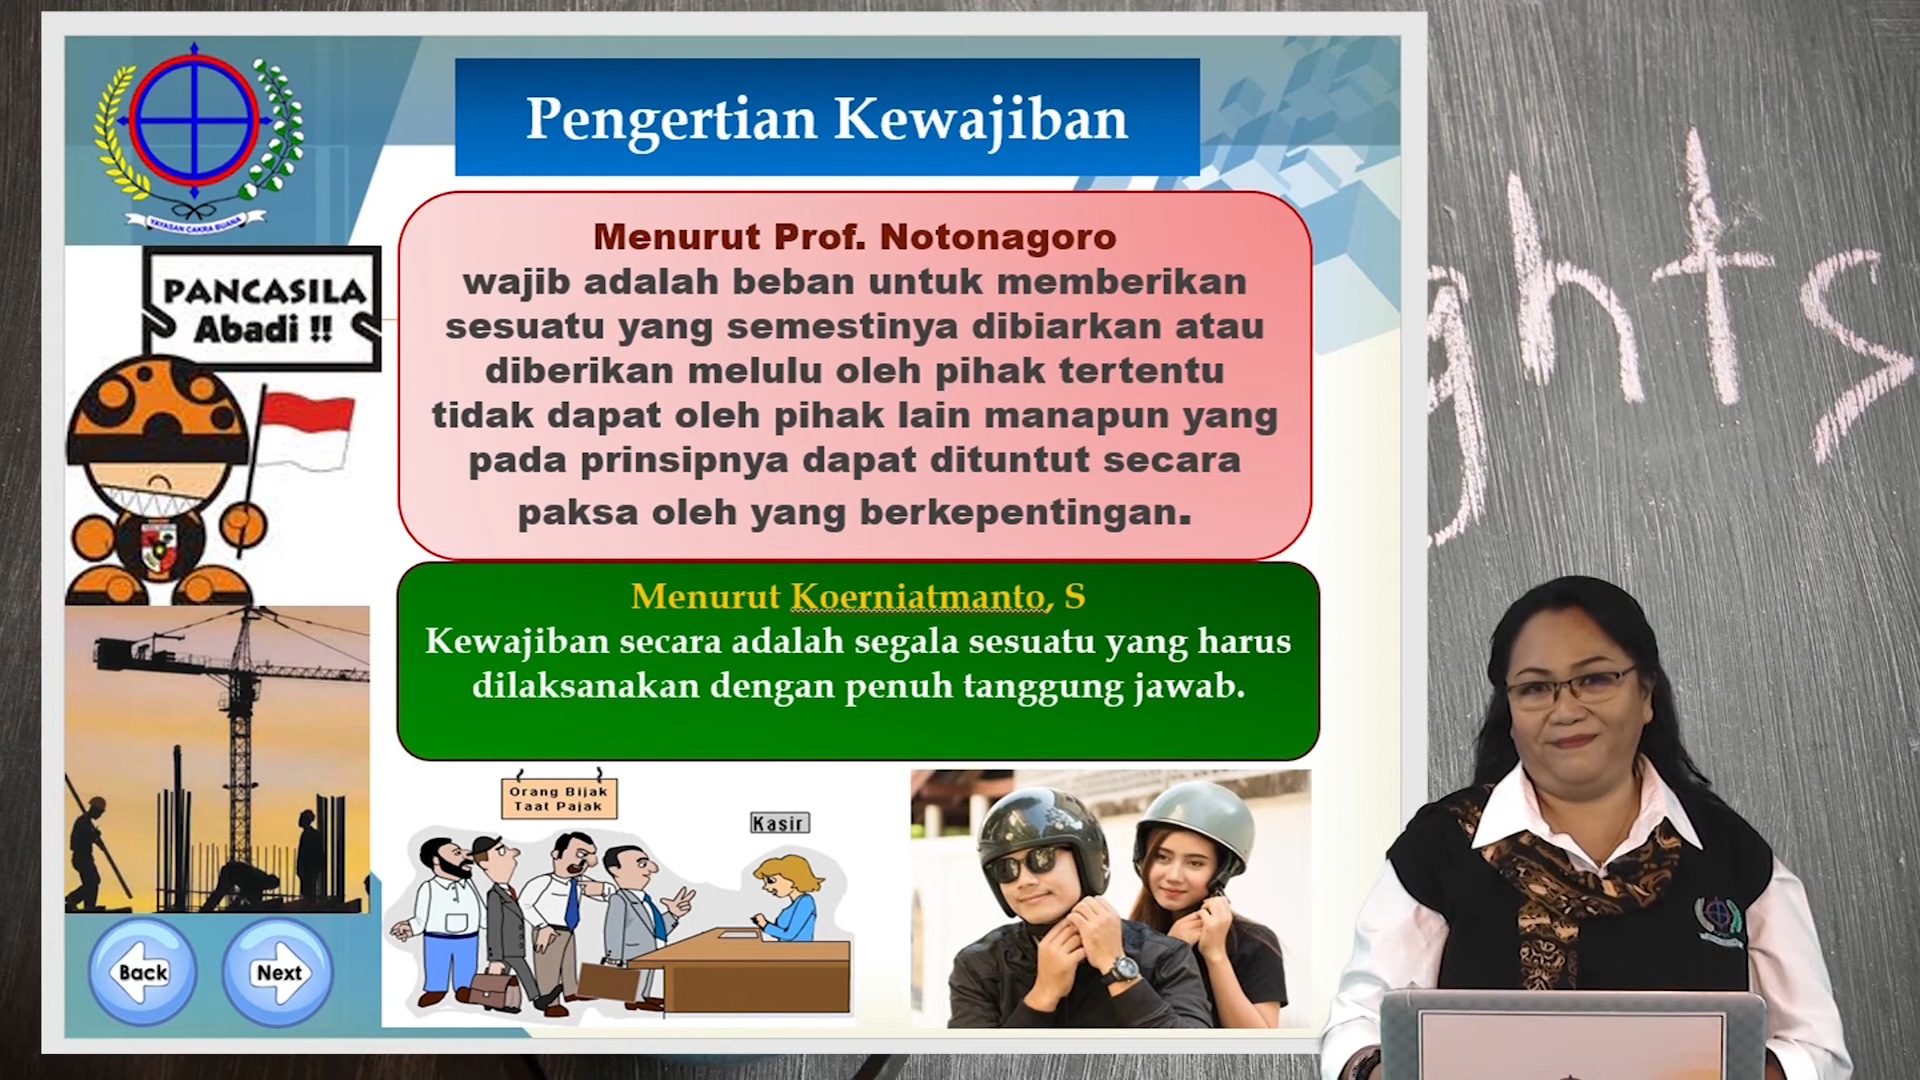 Pengertian Kewajiban
YAYASAN CAKRA BUANA
PANCASILA
Abadi !!
Menurut Prof. Notonagoro
wajib adalah beban untuk memberikan
sesuatu yang semestinya dibiarkan atau
diberikan melulu oleh pihak tertentu
tidak dapat oleh pihak lain manapun yang
pada prinsipnya dapat dituntut secara
paksa oleh yang berkepentingan.
Menurut Koerniatmanto, S
Kewajiban secara adalah segala sesuatu yang harus
dilaksanakan dengan penuh tanggung jawab.
Orang Bijak
Taat Pajak
Kasir
Back
Next
ghts